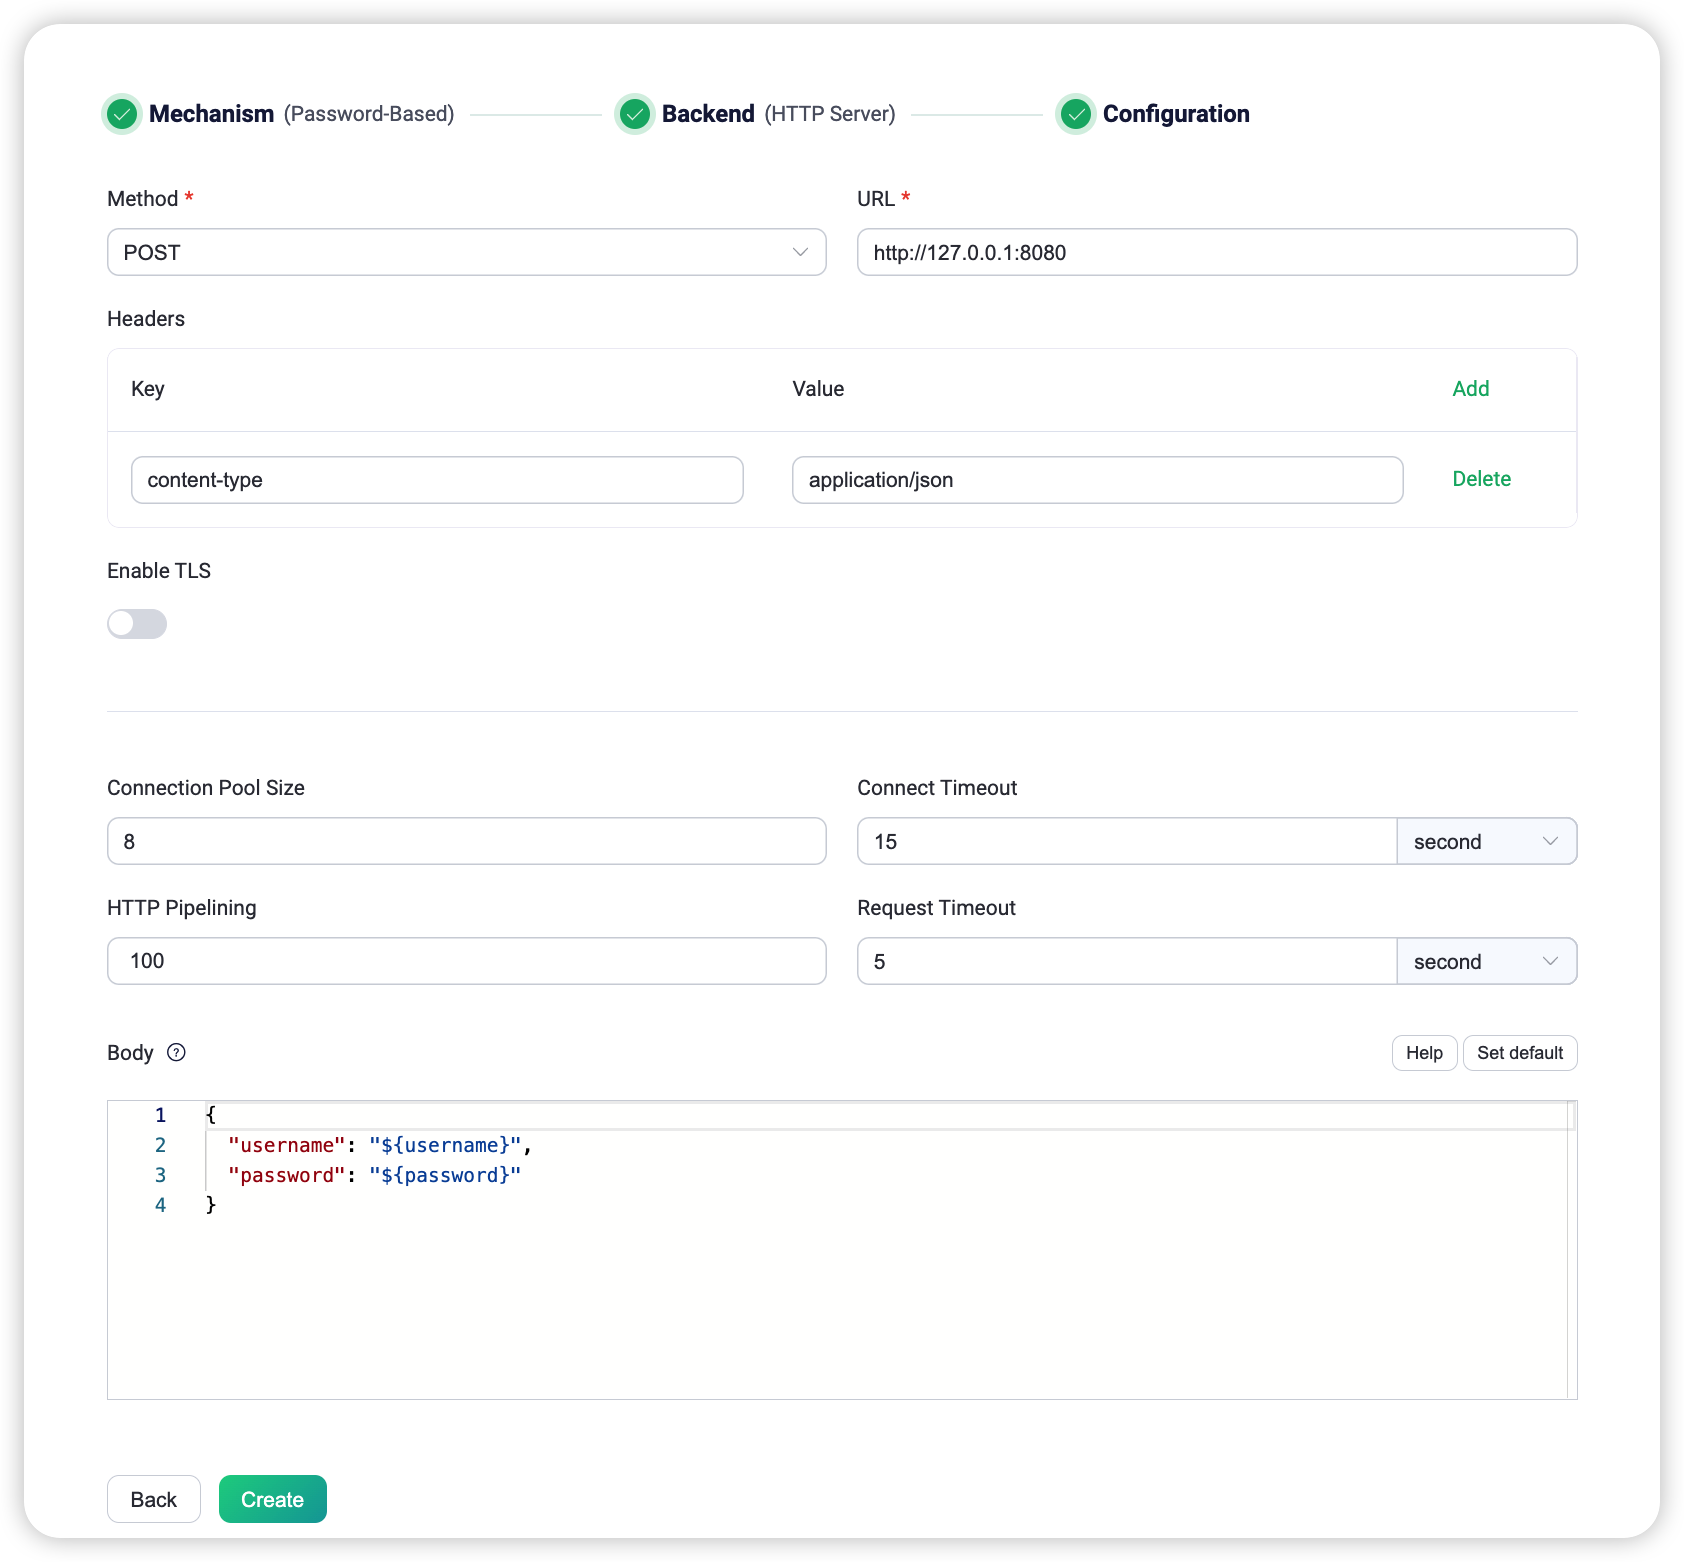 Mechanism (Password-Based) Backend (HTTP Server) Configuration
Method * URL *
POST http://127.0.0.1:8080
Headers
Key Value Add
content-type application/json Delete
Enable TLS
Connection Pool Size Connect Timeout
8 15 second
HTTP Pipelining Request Timeout
100 5 second
Body ? Help Set default
1 {
2 "username": "${username}",
3 "password": "${password}"
4 }
Back Create